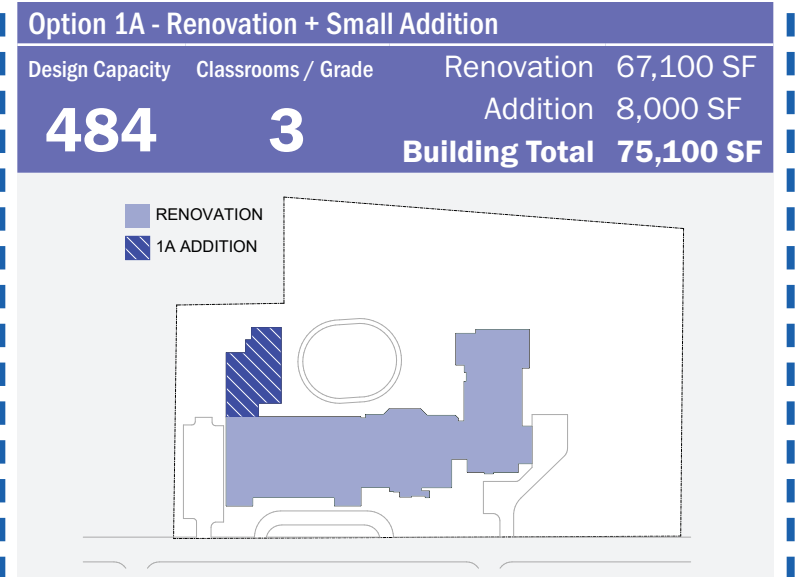 Option 1A - Renovation + Small Addition
Design Capacity Classrooms / Grade
484 3
Renovation 67,100 SF
Addition 8,000 SF
Building Total 75,100 SF
RENOVATION
1A ADDITION